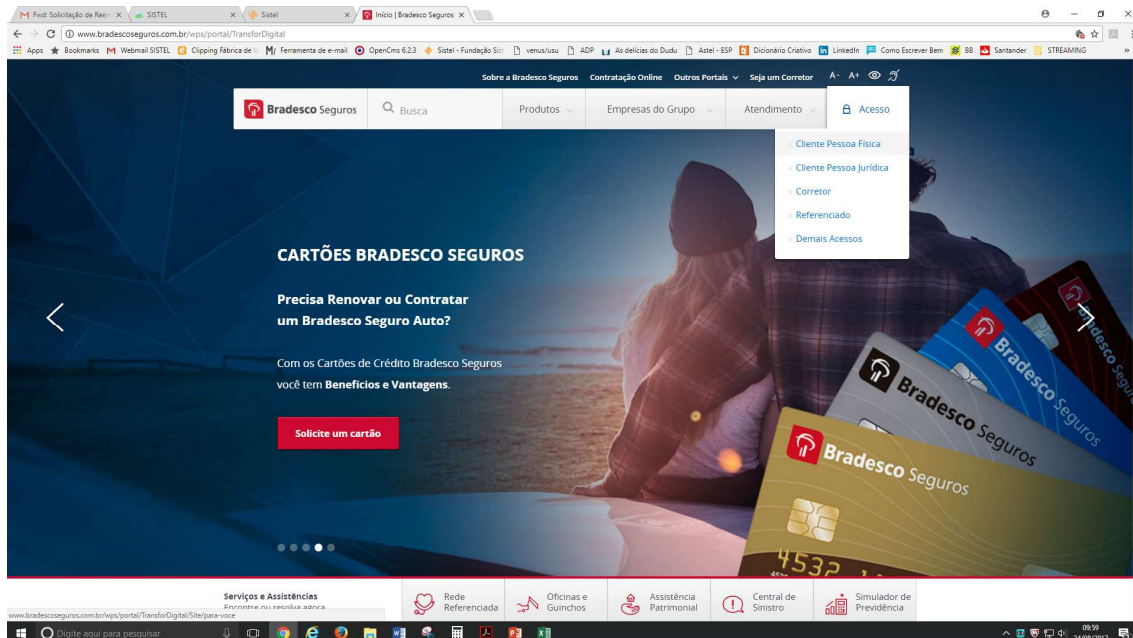 Fwd: Solicitação de Reen
SISTEL
Sistel
Início | Bradesco Seguros
www.bradescoseguros.com.br/wps/portal/TransforDigital
Apps Bookmarks Webmail SISTEL Clipping Fábrica de Ferramenta de e-mail OpenCms 6.2.3 Sistel - Fundação Sis venus/usu ADP As delícias do Dudu Astel - ESP Dicionário Criativo LinkedIn Como Escrever Bem BB Santander STREAMING »
Sobre a Bradesco Seguros Contratação Online Outros Portais Seja um Corretor A- A+
Bradesco Seguros Busca Produtos Empresas do Grupo Atendimento Acesso
Cliente Pessoa Física
Cliente Pessoa Jurídica
Corretor
Referenciado
Demais Acessos
CARTÕES BRADESCO SEGUROS
Precisa Renovar ou Contratar
um Bradesco Seguro Auto?
Com os Cartões de Crédito Bradesco Seguros
você tem Benefícios e Vantagens.
Solicite um cartão
Bradesco Seguros
Bradesco Seguros
Bradesco Seguros
Bradesco Seguros
4532
Serviços e Assistências
Encontre ou resolva agora
Rede
Referenciada
Oficinas e
Guinchos
Assistência
Patrimonial
Central de
Sinistro
Simulador de
Previdência
www.bradescoseguros.com.br/wps/portal/TransforDigital/Site/para-voce
Digite aqui para pesquisar
09:59